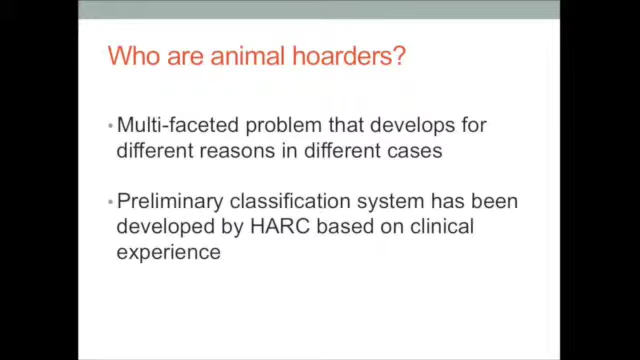 Who are animal hoarders?
• Multi-faceted problem that develops for
different reasons in different cases
• Preliminary classification system has been
developed by HARC based on clinical
experience